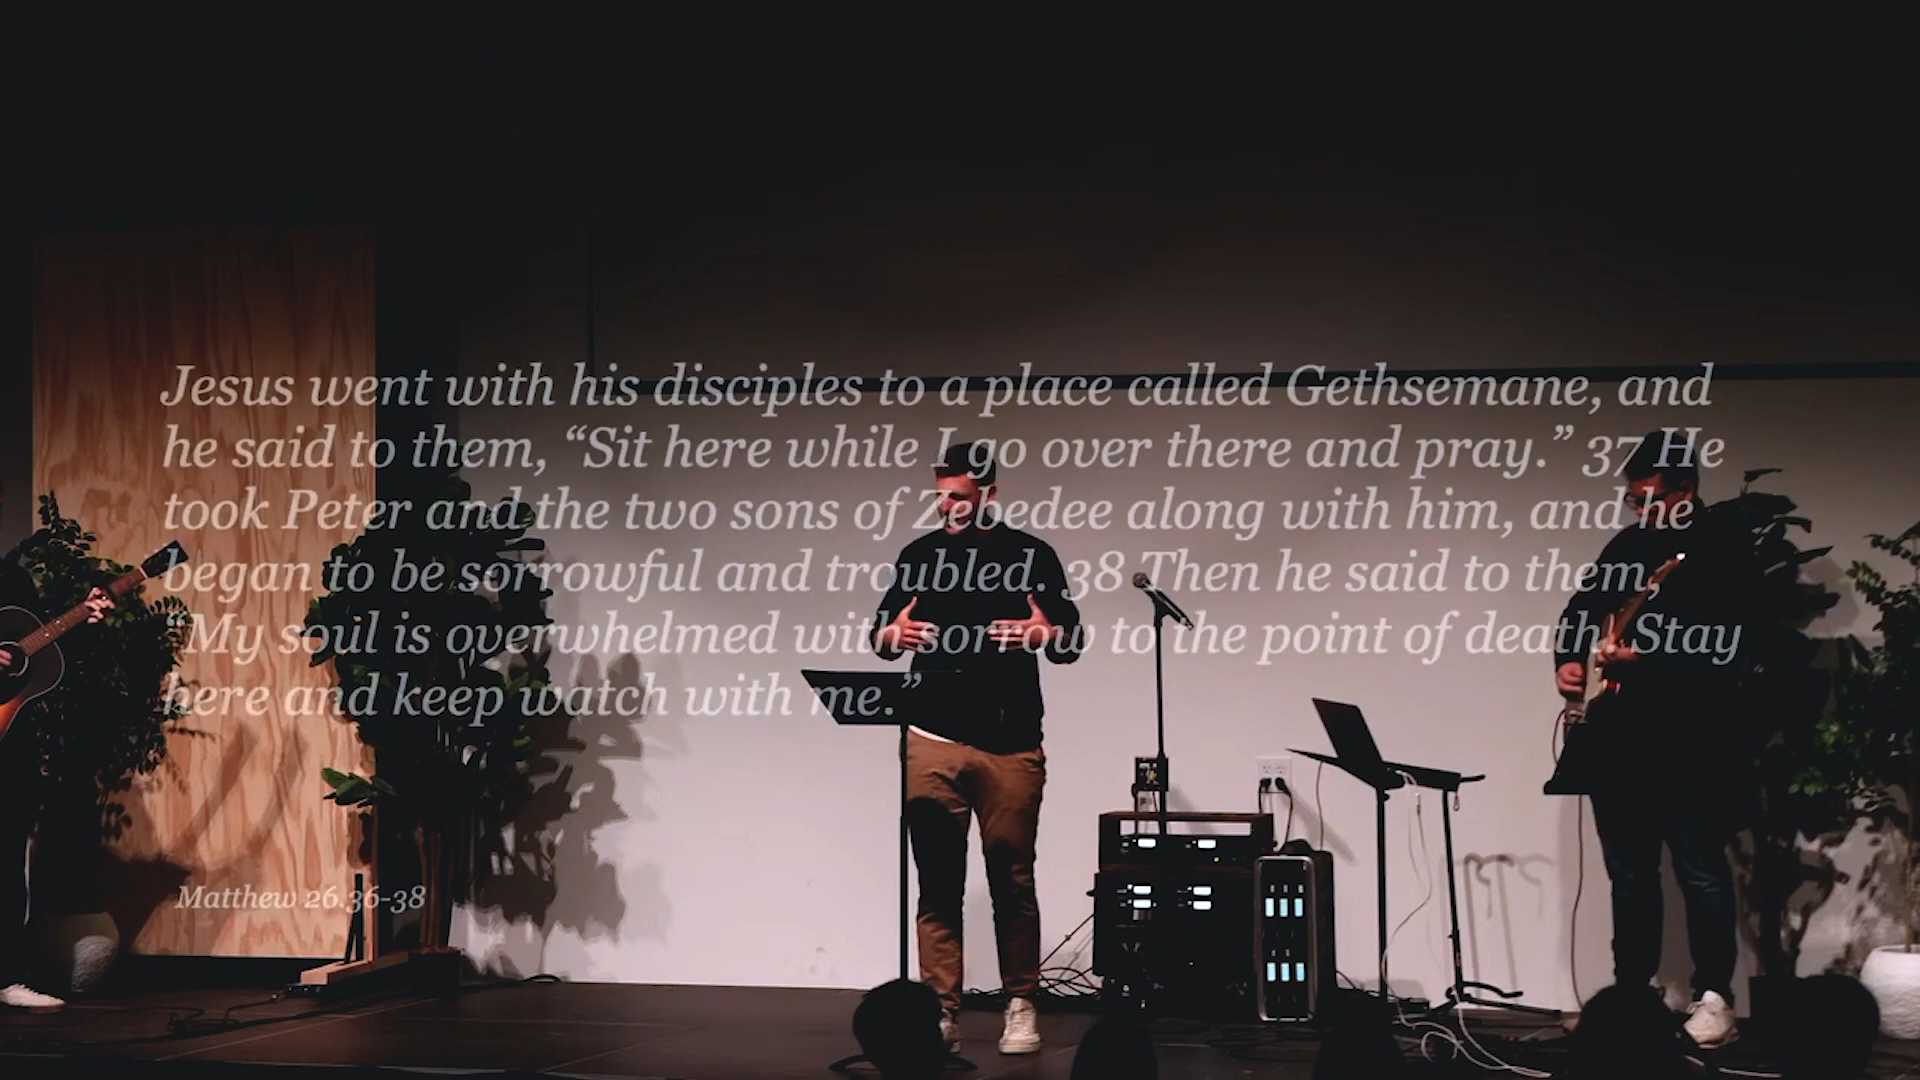 Jesus went with his disciples to a place called Gethsemane, and
he said to them, “Sit here while I go over there and pray.” 37 He
took Peter and the two sons of Zebedee along with him, and he
began to be sorrowful and troubled. 38 Then he said to them,
“My soul is overwhelmed with sorrow to the point of death. Stay
here and keep watch with me.”
Matthew 26.36-38